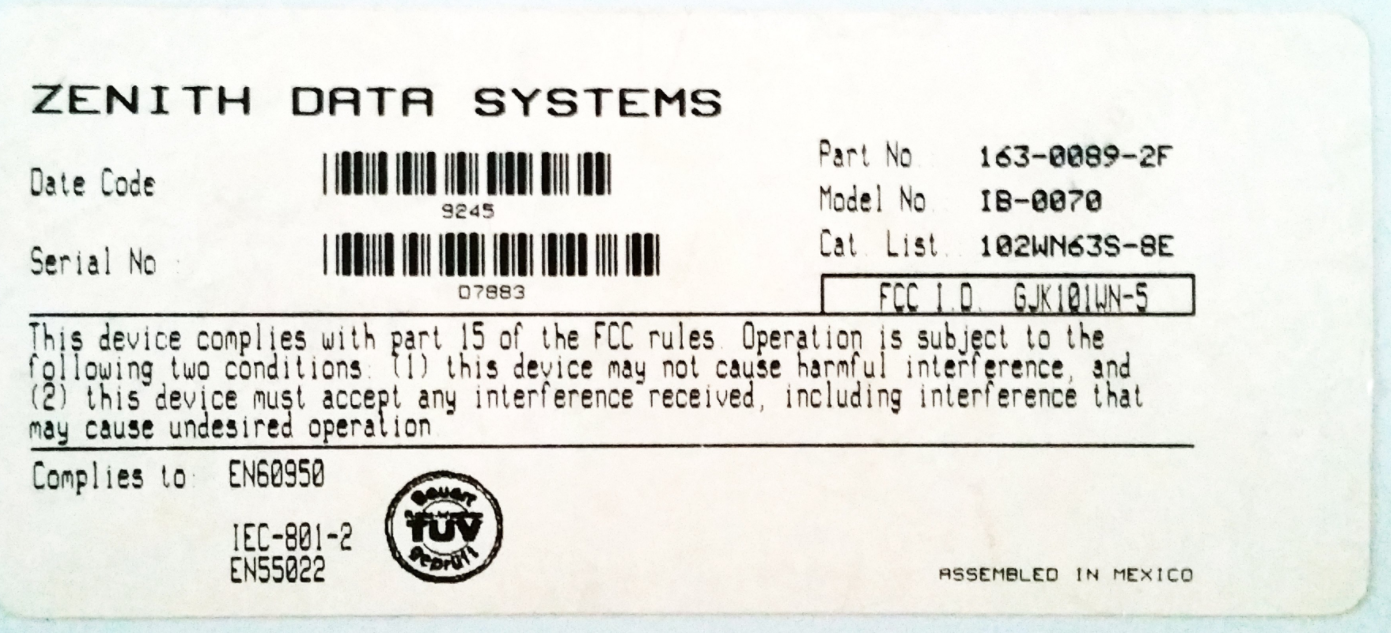 ZENITH DATA SYSTEMS
Date Code
9245
Serial No :
D7883
Part No. 163-0089-2F
Model No. IB-0070
Cat. List. 102WN63S-8E
FCC I.D. GJK101WN-5
This device complies with part 15 of the FCC rules. Operation is subject to the
following two conditions: (1) this device may not cause harmful interference, and
(2) this device must accept any interference received, including interference that
may cause undesired operation.
Complies to: EN60950
IEC-801-2
EN55022
Bauart
TÜV
geprüft
ASSEMBLED IN MEXICO